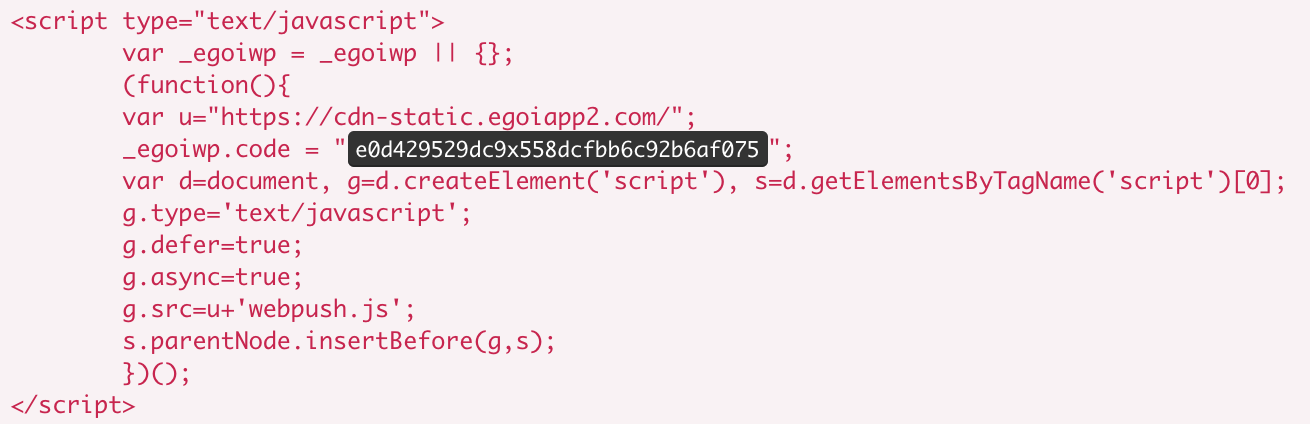 <script type="text/javascript">
var _egoiwp = _egoiwp || {};
(function(){
var u="https://cdn-static.egoiapp2.com/";
_egoiwp.code = "e0d429529dc9x558dcfbb6c92b6af075";
var d=document, g=d.createElement('script'), s=d.getElementsByTagName('script')[0];
g.type='text/javascript';
g.defer=true;
g.async=true;
g.src=u+'webpush.js';
s.parentNode.insertBefore(g,s);
})();
</script>